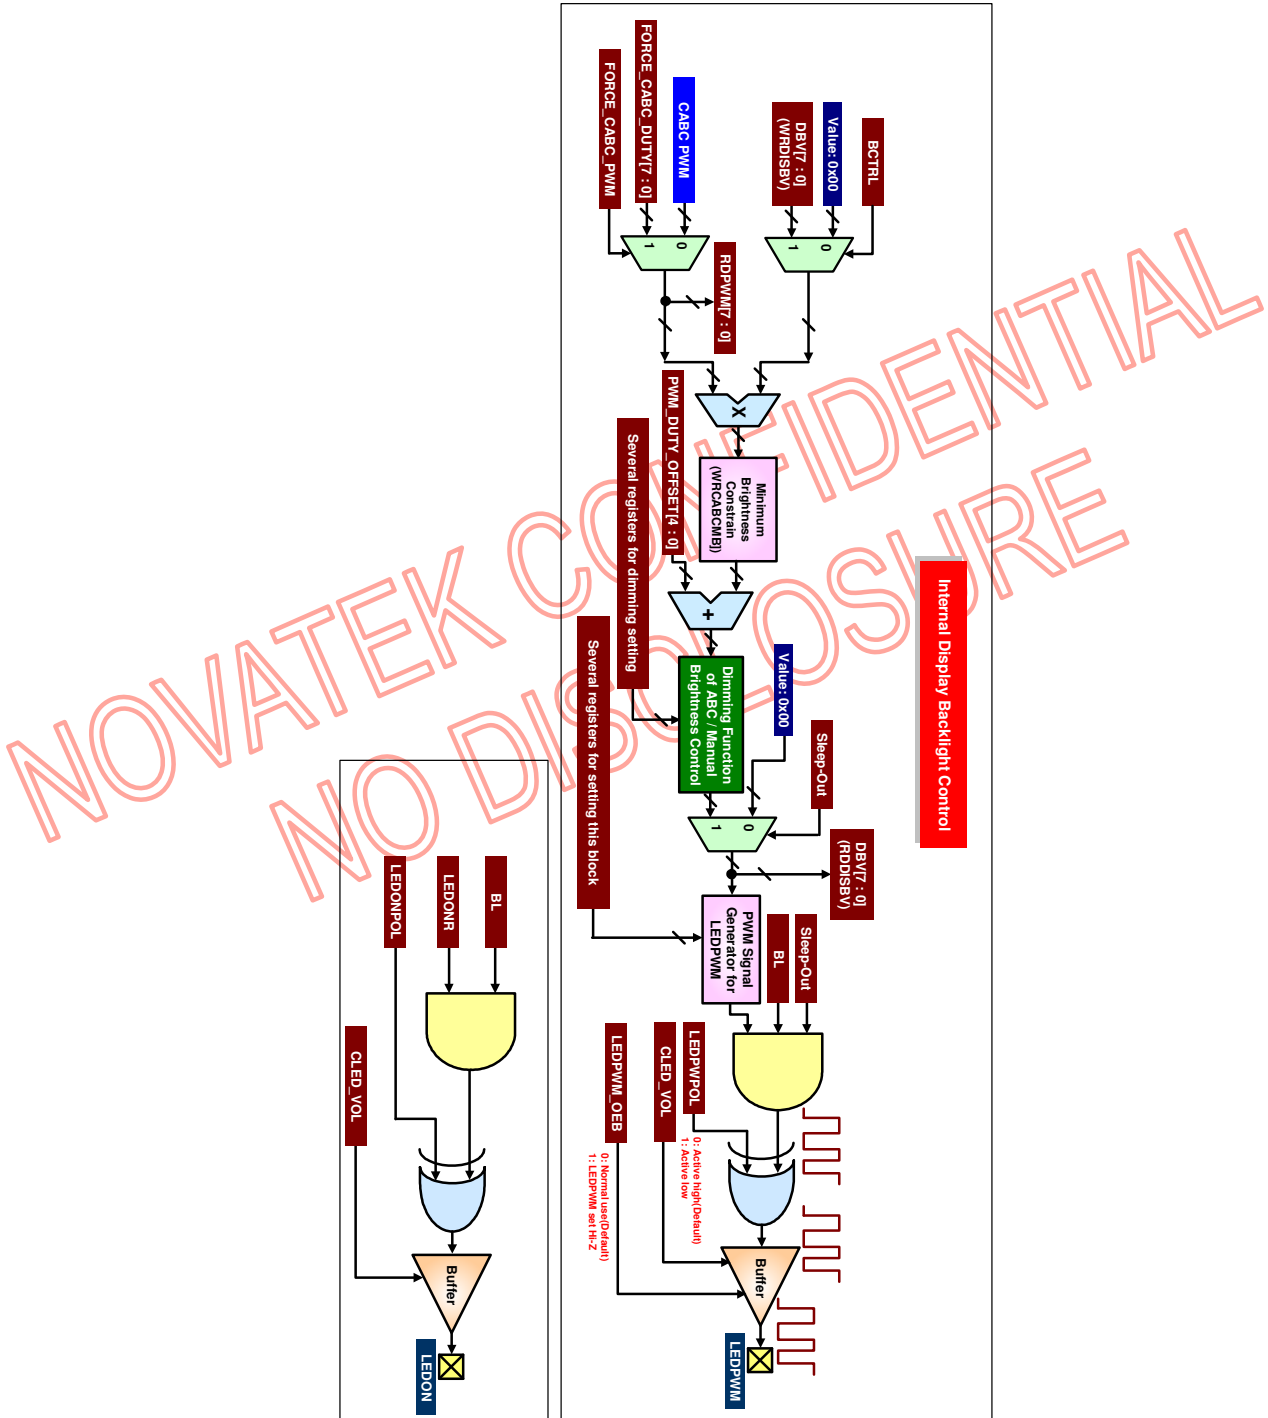 Internal Display Backlight Control
BCTRL
Value: 0x00
DBV[7 : 0]
(WRDISBV)
0
1
CABC PWM
FORCE_CABC_DUTY[7 : 0]
FORCE_CABC_PWM
0
1
RDPWM[7 : 0]
X
Minimum
Brightness
Constrain
(WRCABCMB])
PWM_DUTY_OFFSET[4 : 0]
+
Several registers for dimming setting
Dimming Function
of ABC / Manual
Brightness Control
Value: 0x00
Sleep-Out
0
1
DBV[7 : 0]
(RDDISBV)
Several registers for setting this block
PWM Signal
Generator for
LEDPWM
Sleep-Out
BL
LEDPWPOL
0: Active high(Default)
1: Active low
CLED_VOL
LEDPWM_OEB
0: Normal use(Default)
1: LEDPWM set Hi-Z
Buffer
LEDPWM
BL
LEDONR
LEDONPOL
CLED_VOL
Buffer
LEDON
NOVATEK CONFIDENTIAL
NO DISCLOSURE